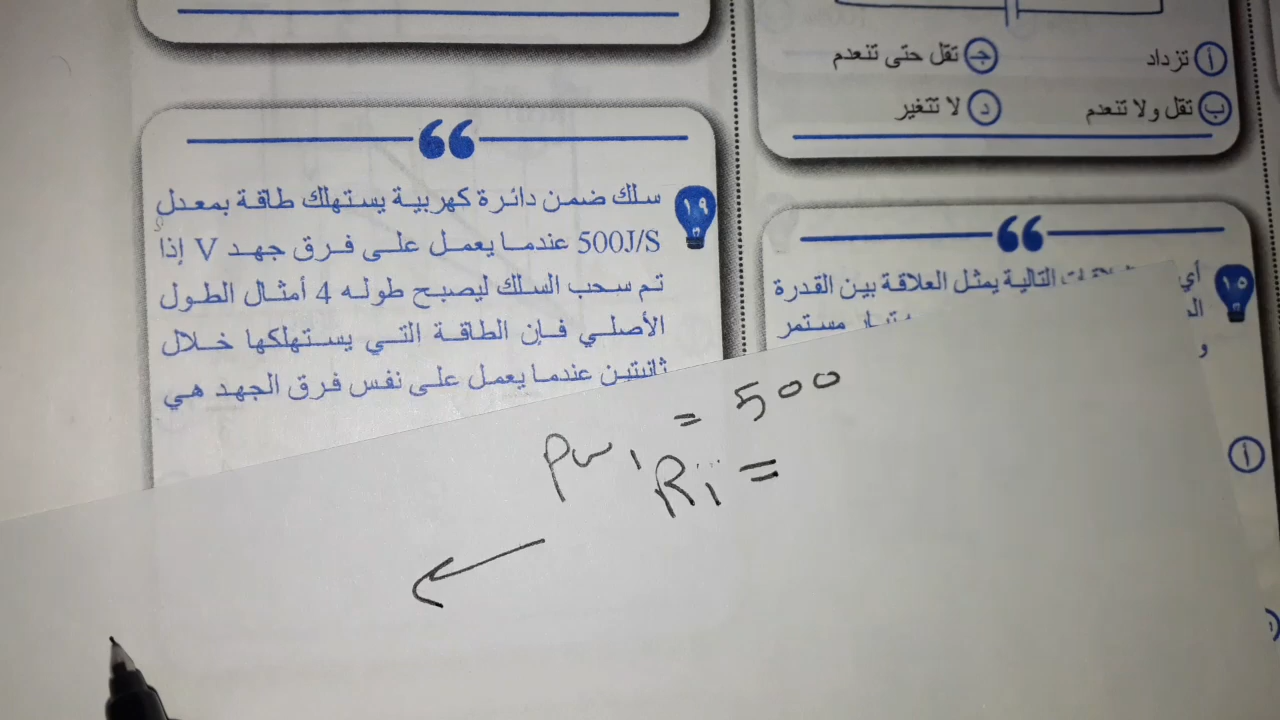 أ تزداد
ج تقل حتى تنعدم
ب تقل ولا تنعدم
د لا تتغير
١٥
أي
التالية يمثل العلاقة بين القدرة
مستمر
و
أ
١٩
سلك ضمن دائرة كهربية يستهلك طاقة بمعدل
500J/S عندما يعمل على فرق جهد V إذا
تم سحب السلك ليصبح طوله 4 أمثال الطول
الأصلي فإن الطاقة التي يستهلكها خلال
ثانيتين عندما يعمل على نفس فرق الجهد هي
Pw1 = 500
R1 =